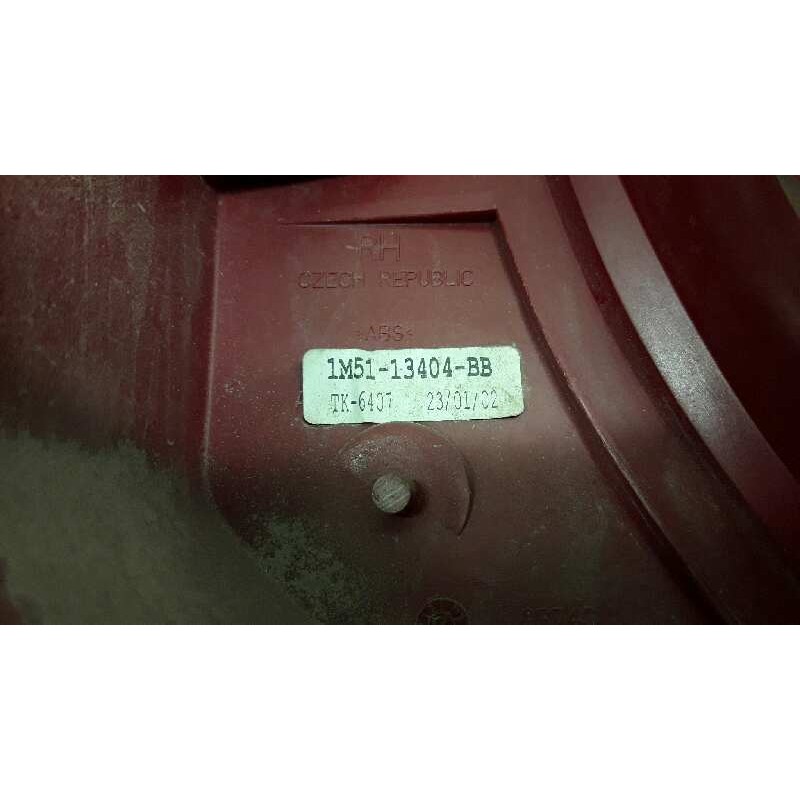 RH
CZECH REPUBLIC
>ABS<
1M51-13404-BB
TK-6407 23/01/02